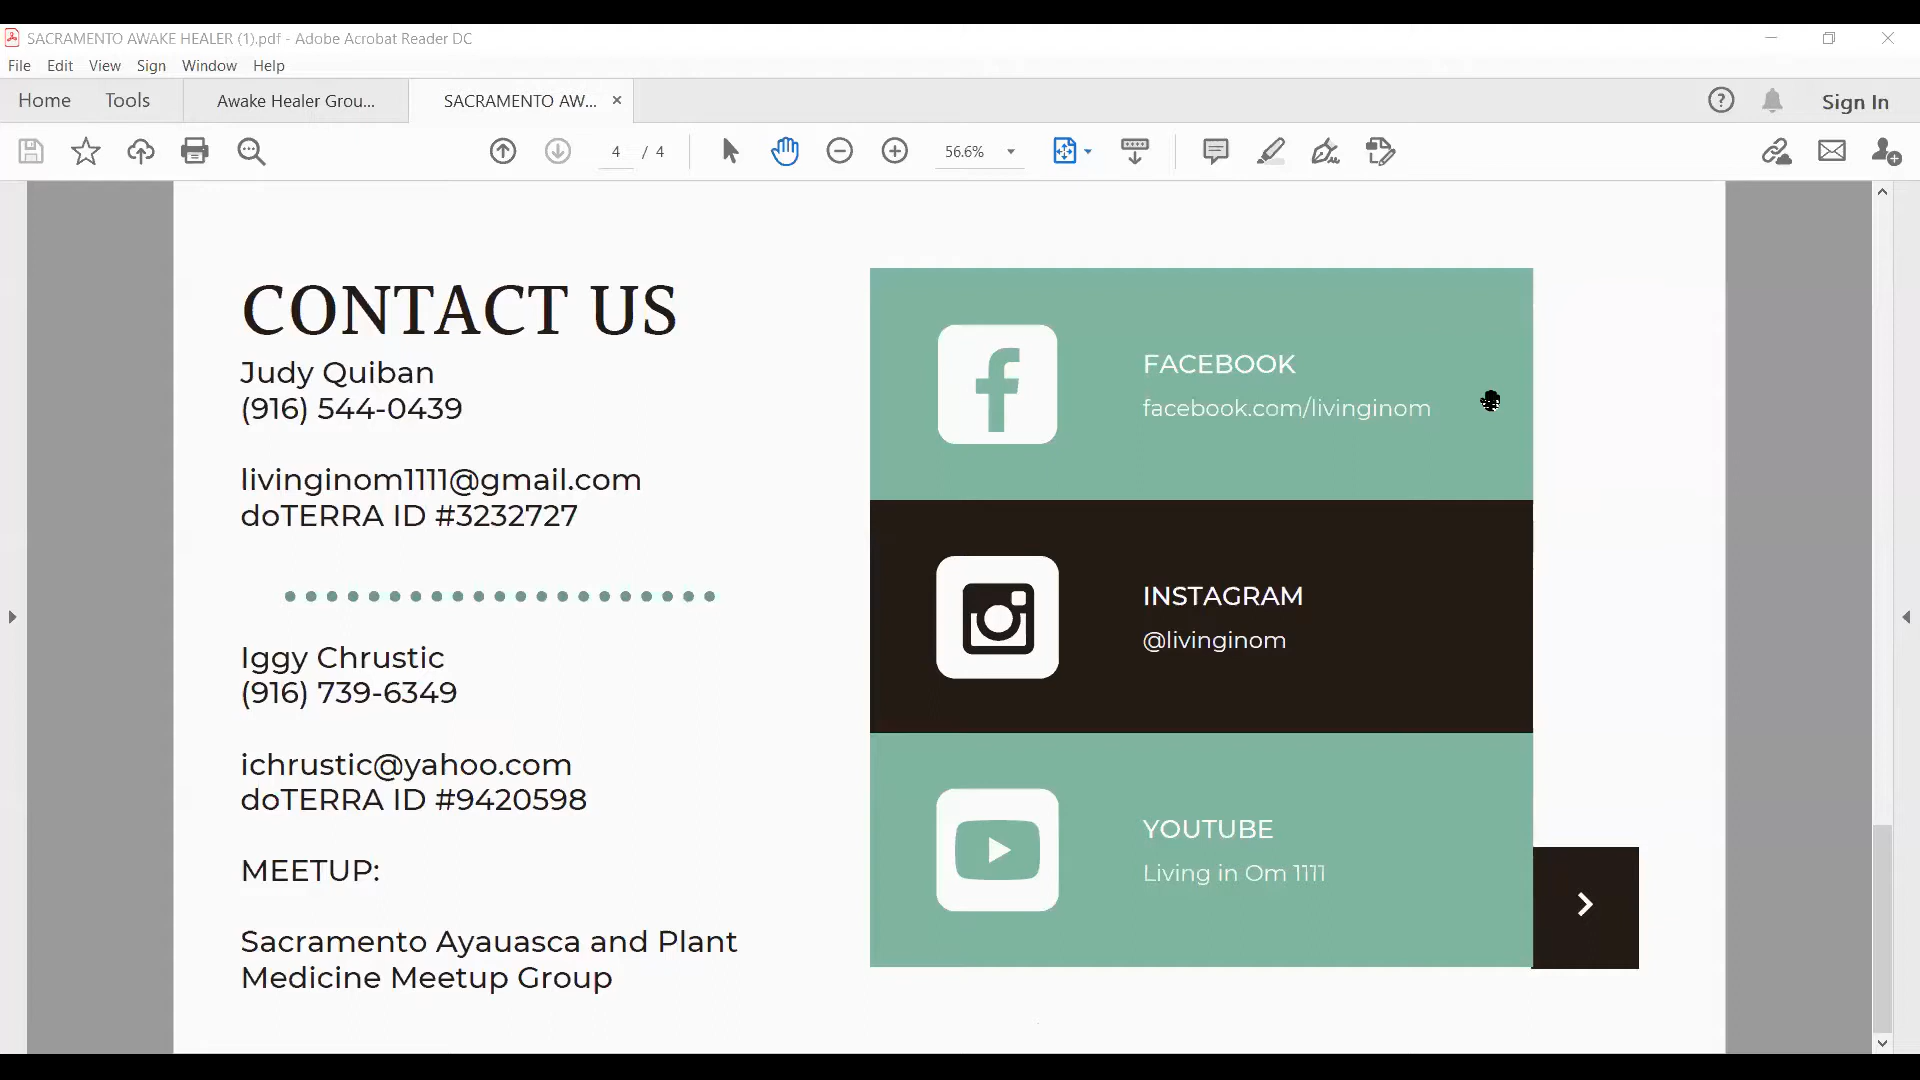 SACRAMENTO AWAKE HEALER (1).pdf - Adobe Acrobat Reader DC
File Edit View Sign Window Help
Home Tools Awake Healer Grou... SACRAMENTO AW... Sign In
4 / 4 56.6%
CONTACT US
Judy Quiban
(916) 544-0439
livinginom1111@gmail.com
doTERRA ID #3232727
Iggy Chrustic
(916) 739-6349
ichrustic@yahoo.com
doTERRA ID #9420598
MEETUP:
Sacramento Ayauasca and Plant
Medicine Meetup Group
FACEBOOK
facebook.com/livinginom
INSTAGRAM
@livinginom
YOUTUBE
Living in Om 1111